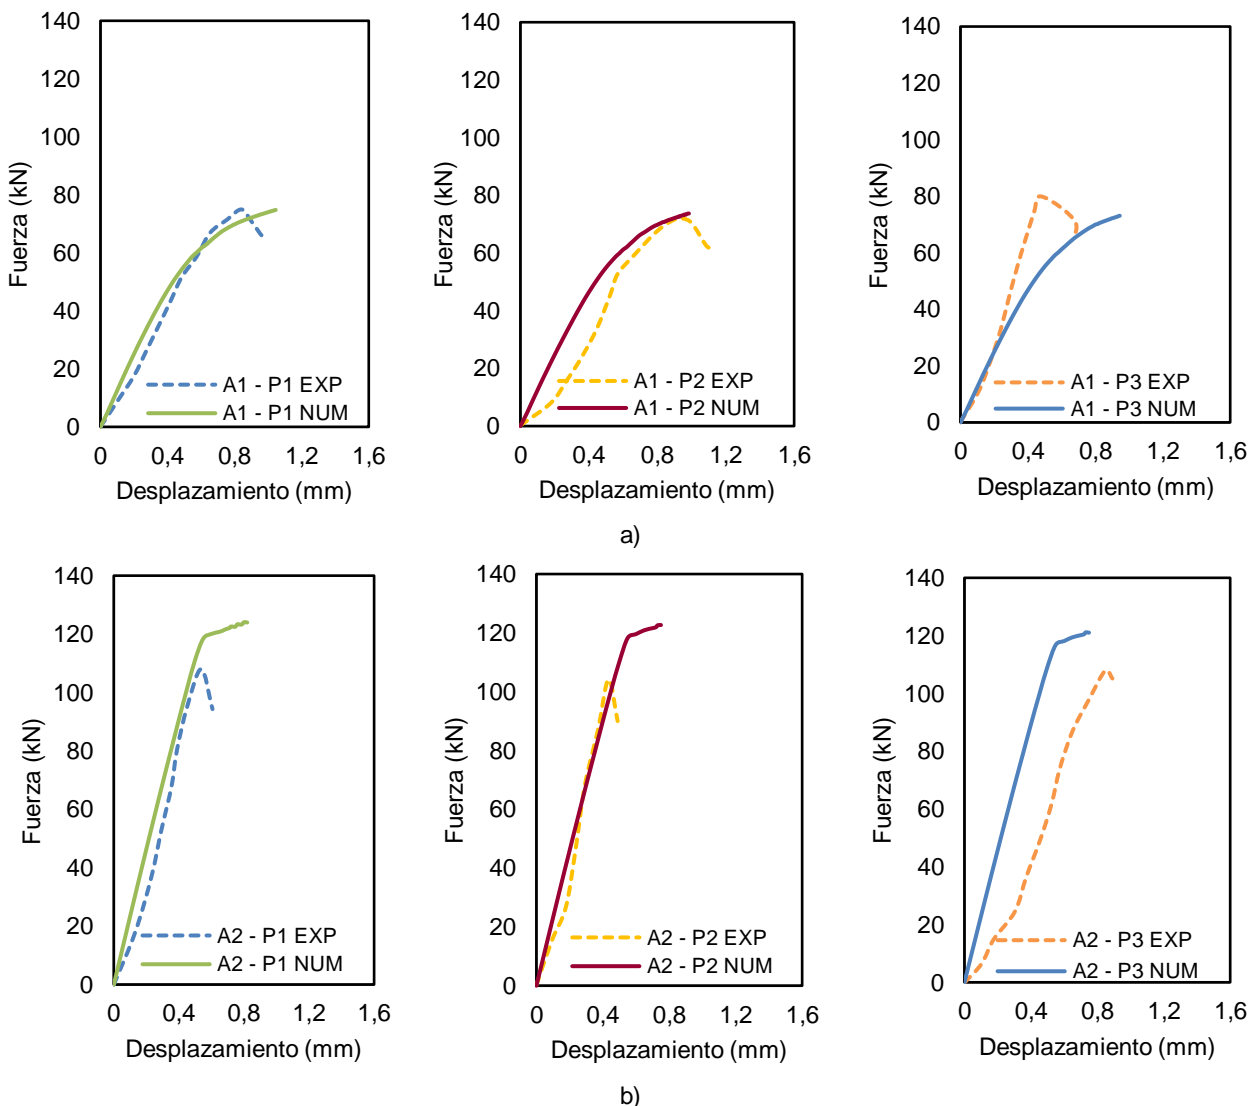 140
120
100
80
60
40
20
0
Fuerza (kN)
A1 - P1 EXP
A1 - P1 NUM
0 0,4 0,8 1,2 1,6
Desplazamiento (mm)
140
120
100
80
60
40
20
0
Fuerza (kN)
A1 - P2 EXP
A1 - P2 NUM
0 0,4 0,8 1,2 1,6
Desplazamiento (mm)
140
120
100
80
60
40
20
0
Fuerza (kN)
A1 - P3 EXP
A1 - P3 NUM
0 0,4 0,8 1,2 1,6
Desplazamiento (mm)
a)
140
120
100
80
60
40
20
0
Fuerza (kN)
A2 - P1 EXP
A2 - P1 NUM
0 0,4 0,8 1,2 1,6
Desplazamiento (mm)
140
120
100
80
60
40
20
0
Fuerza (kN)
A2 - P2 EXP
A2 - P2 NUM
0 0,4 0,8 1,2 1,6
Desplazamiento (mm)
140
120
100
80
60
40
20
0
Fuerza (kN)
A2 - P3 EXP
A2 - P3 NUM
0 0,4 0,8 1,2 1,6
Desplazamiento (mm)
b)